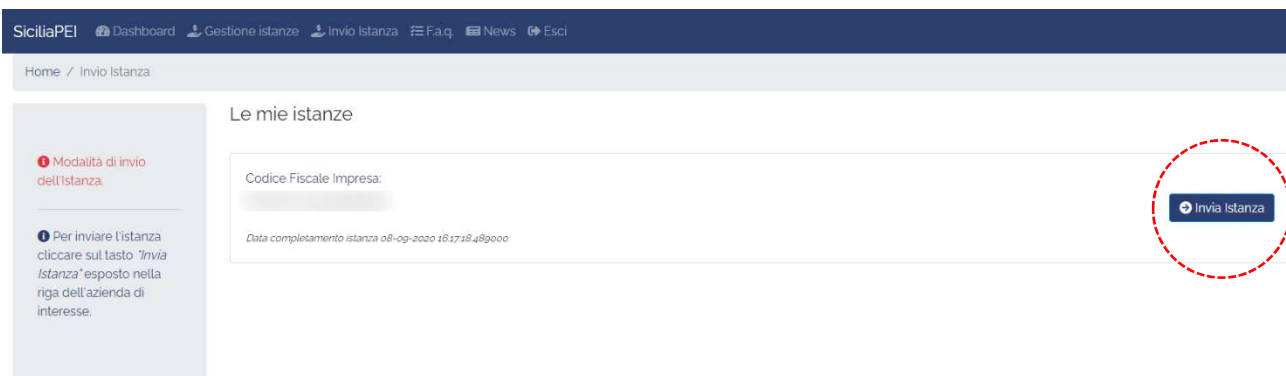 SiciliaPEI Dashboard Gestione istanze Invio Istanza F.a.q. News Esci
Home / Invio Istanza
Le mie istanze
Modalità di invio
dell'Istanza.
Per inviare l'istanza
cliccare sul tasto "Invia
Istanza" esposto nella
riga dell'azienda di
interesse.
Codice Fiscale Impresa:
Data completamento istanza 08-09-2020 16:17:18.489000
Invia Istanza